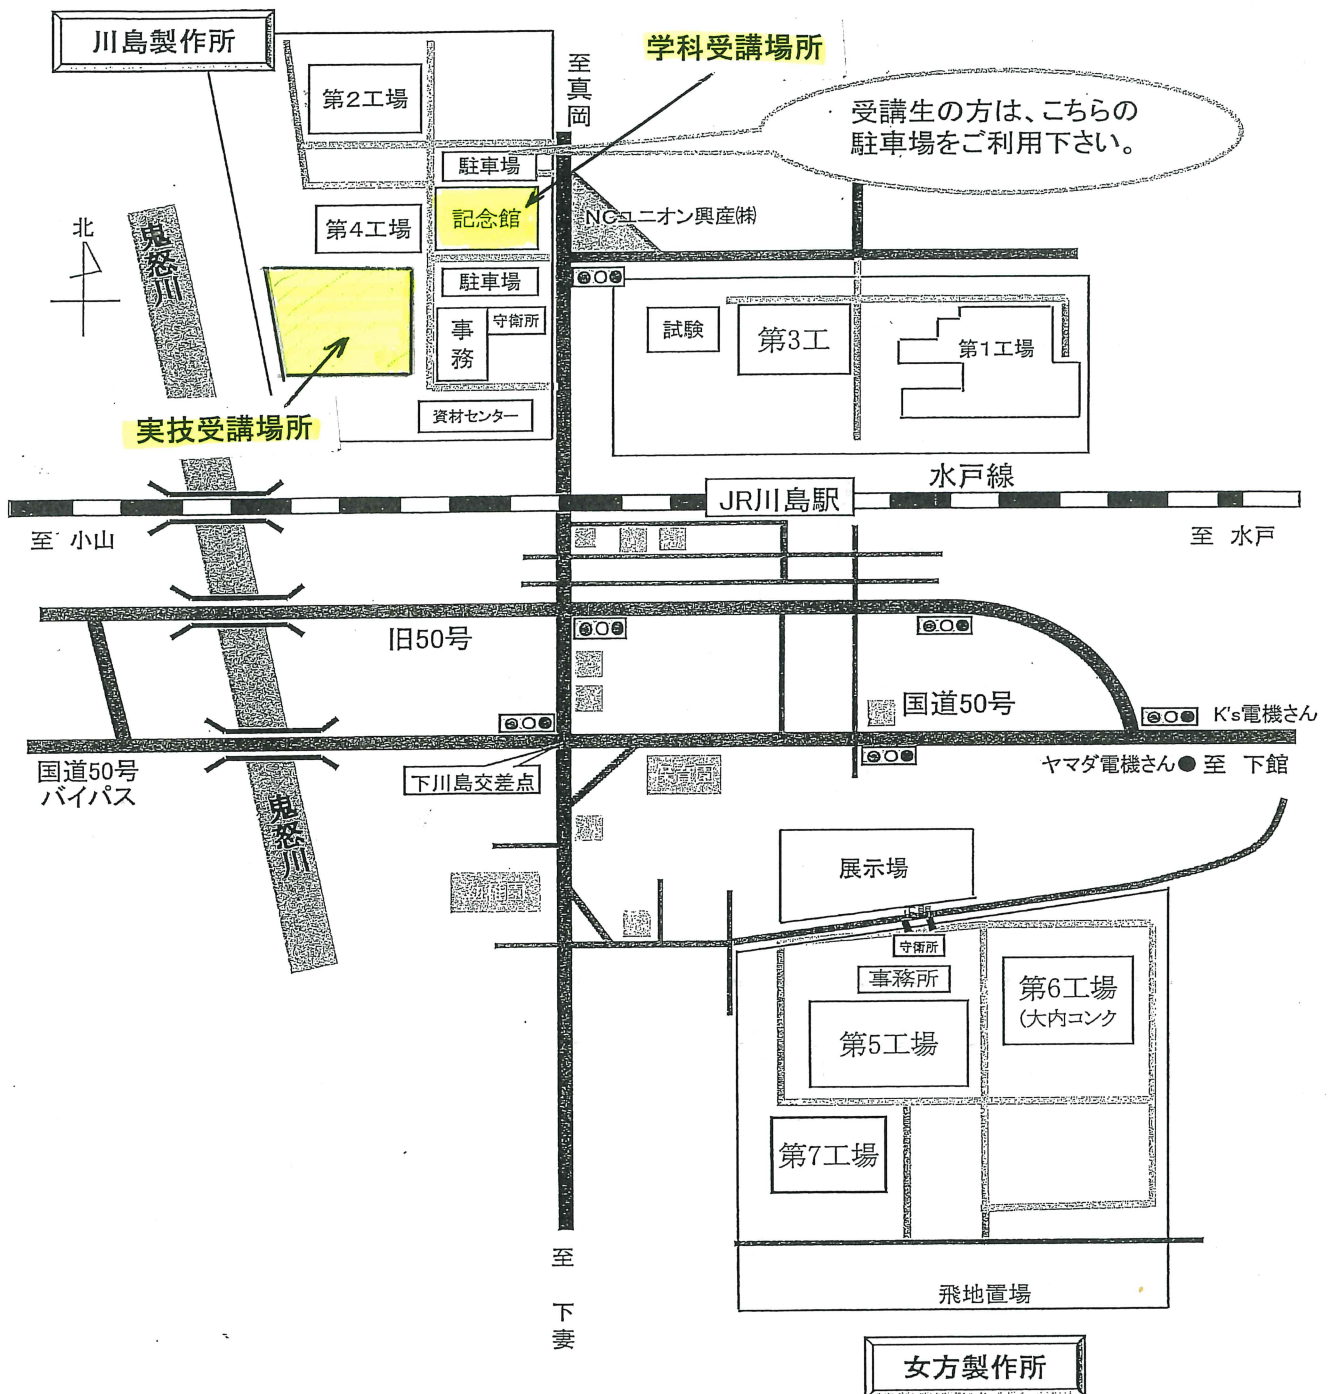 川島製作所
学科受講場所
至真岡
第2工場
受講生の方は、こちらの
駐車場をご利用下さい。
駐車場
記念館
NCユニオン興産㈱
第4工場
北
鬼怒川
駐車場
守衛所
事務
試験
第3工
第1工場
資材センター
実技受講場所
水戸線
JR川島駅
至 小山
至 水戸
旧50号
国道50号
K's電機さん
国道50号
バイパス
下川島交差点
ヤマダ電機さん● 至 下館
鬼怒川
保育園
展示場
幼稚園
守衛所
事務所
第6工場
(大内コンク
第5工場
第7工場
至 下妻
飛地置場
女方製作所